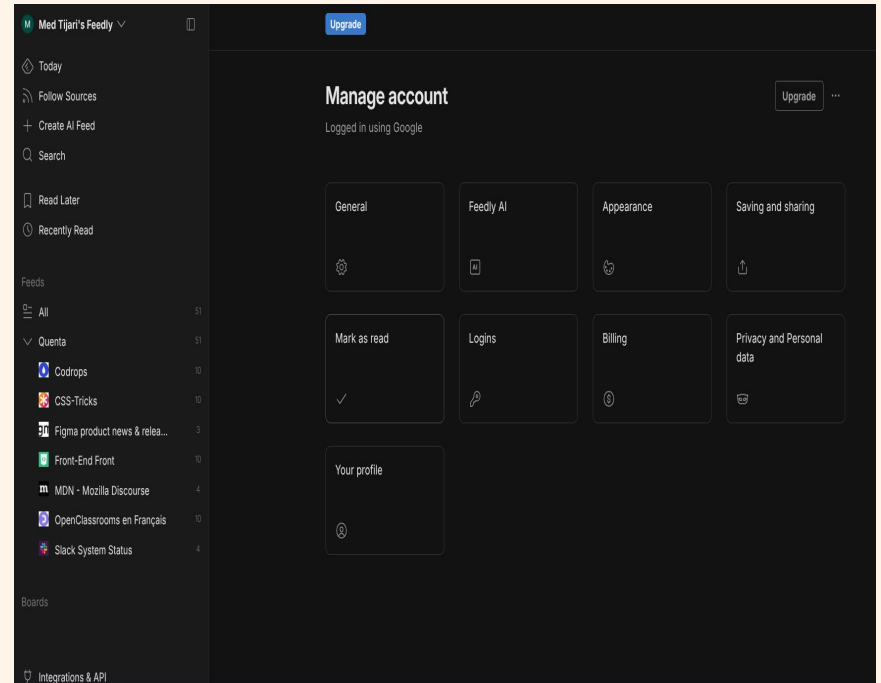 M Med Tijari's Feedly
Today
Follow Sources
Create AI Feed
Search
Read Later
Recently Read
Feeds
All 51
Quenta 51
Codrops 10
CSS-Tricks 10
Figma product news & relea... 3
Front-End Front 10
m MDN - Mozilla Discourse 4
OpenClassrooms en Français 10
Slack System Status 4
Boards
Integrations & API
Upgrade
Manage account
Upgrade ...
Logged in using Google
General
Feedly AI
AI
Appearance
Saving and sharing
Mark as read
Logins
Billing
$
Privacy and Personal
data
Your profile